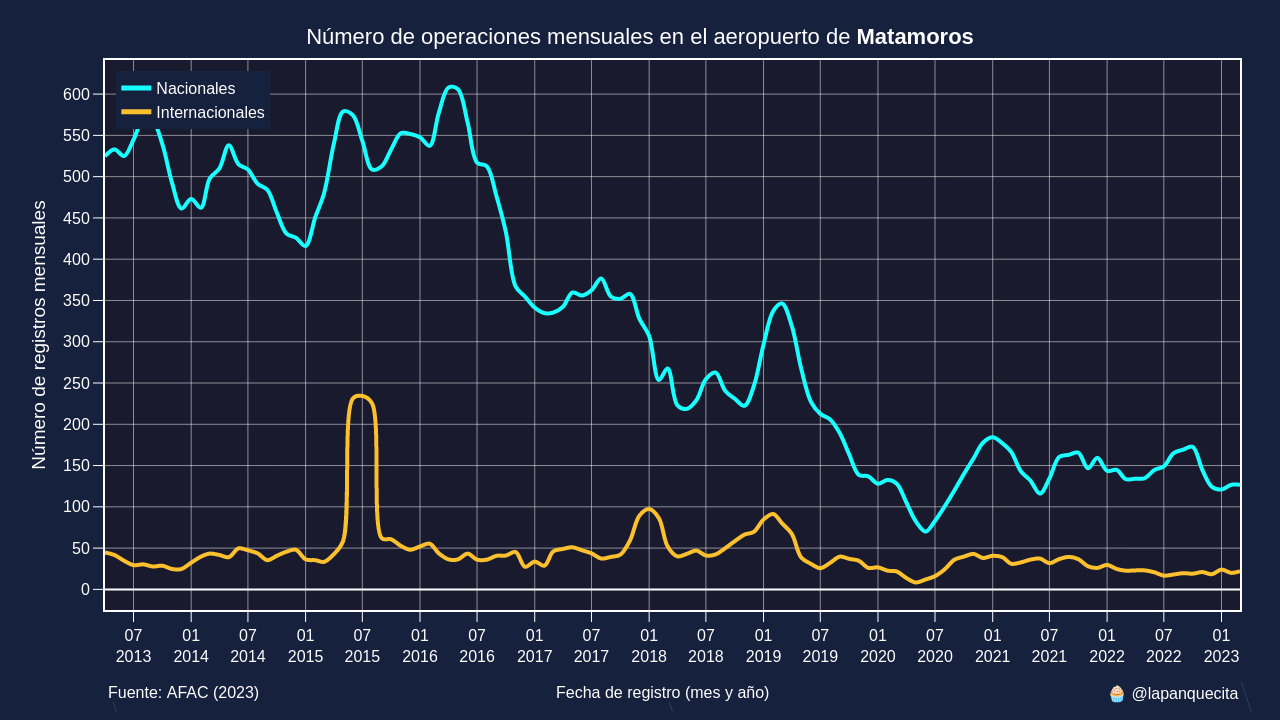 Número de operaciones mensuales en el aeropuerto de Matamoros
Nacionales
Internacionales
Número de registros mensuales
600
550
500
450
400
350
300
250
200
150
100
50
0
07 01 07 01 07 01 07 01 07 01 07 01 07 01 07 01 07 01 07 01
2013 2014 2014 2015 2015 2016 2016 2017 2017 2018 2018 2019 2019 2020 2020 2021 2021 2022 2022 2023
Fuente: AFAC (2023)
Fecha de registro (mes y año)
🧁 @lapanquecita